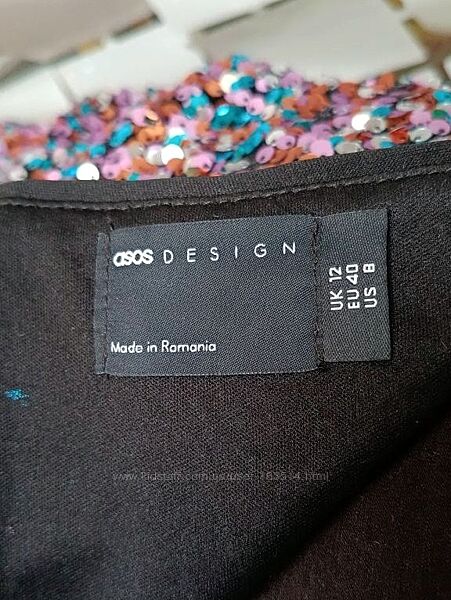 asos DESIGN
Made in Romania
UK 12
EU 40
US 8